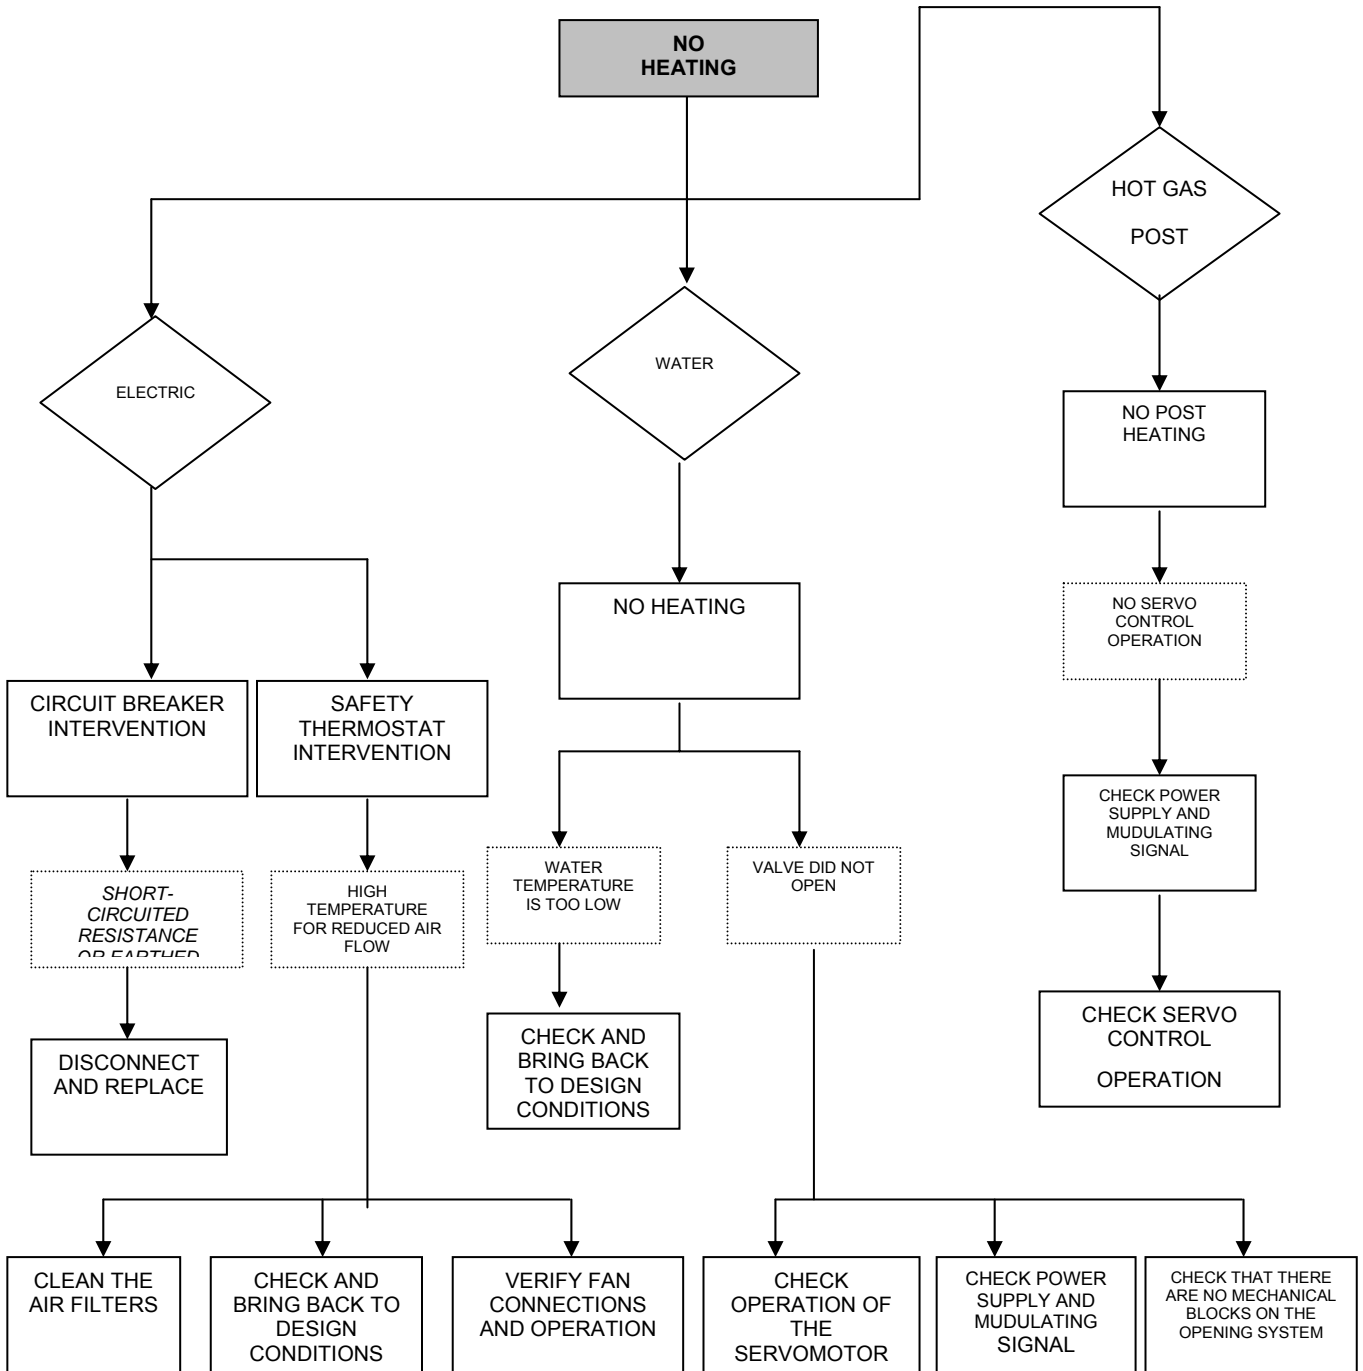 NO
HEATING
HOT GAS
POST
ELECTRIC
WATER
NO POST
HEATING
NO HEATING
NO SERVO
CONTROL
OPERATION
CIRCUIT BREAKER
INTERVENTION
SAFETY
THERMOSTAT
INTERVENTION
CHECK POWER
SUPPLY AND
MUDULATING
SIGNAL
SHORT-
CIRCUITED
RESISTANCE
OR EARTHED
HIGH
TEMPERATURE
FOR REDUCED AIR
FLOW
WATER
TEMPERATURE
IS TOO LOW
VALVE DID NOT
OPEN
CHECK SERVO
CONTROL
OPERATION
DISCONNECT
AND REPLACE
CHECK AND
BRING BACK
TO DESIGN
CONDITIONS
CLEAN THE
AIR FILTERS
CHECK AND
BRING BACK TO
DESIGN
CONDITIONS
VERIFY FAN
CONNECTIONS
AND OPERATION
CHECK
OPERATION OF
THE
SERVOMOTOR
CHECK POWER
SUPPLY AND
MUDULATING
SIGNAL
CHECK THAT THERE
ARE NO MECHANICAL
BLOCKS ON THE
OPENING SYSTEM